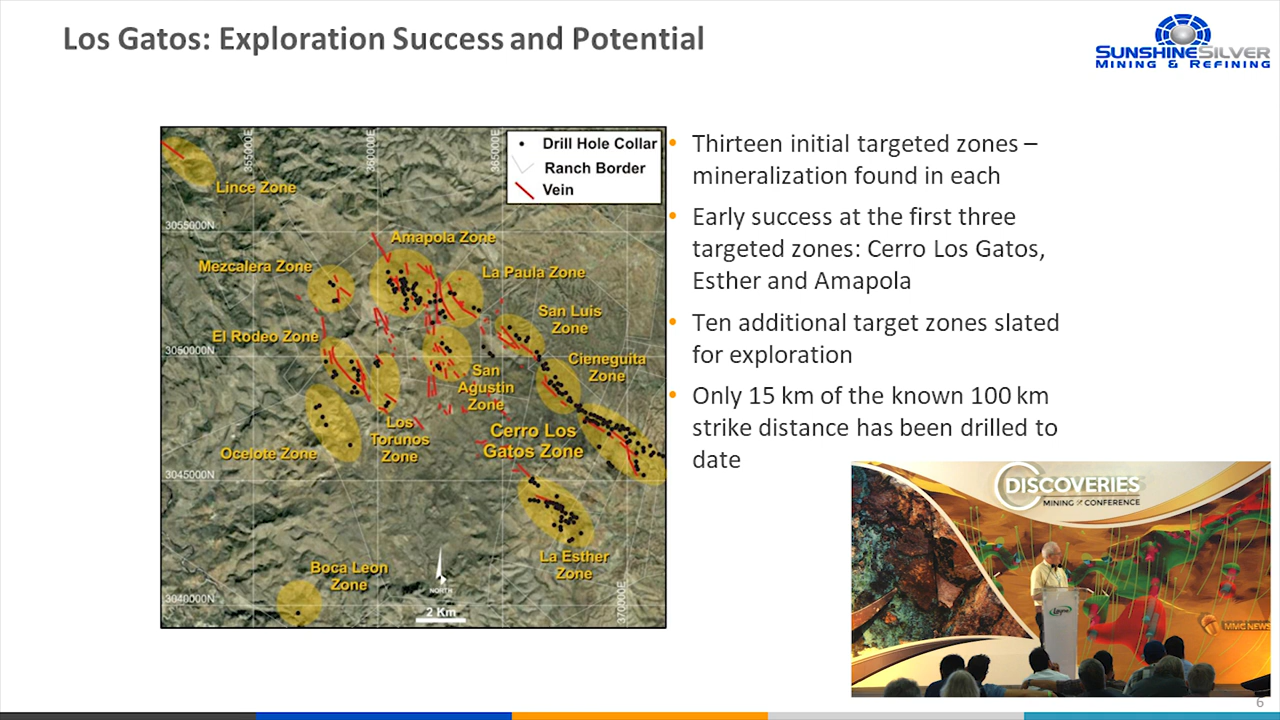 Los Gatos: Exploration Success and Potential
SUNSHINE SILVER
MINING & REFINING
355000E
360000E
365000E
Drill Hole Collar
Ranch Border
Vein
Lince Zone
3055000N
Amapola Zone
Mezcalera Zone
La Paula Zone
San Luis
Zone
El Rodeo Zone
3050000N
Cieneguita
Zone
San
Agustin
Zone
Los
Torunos
Zone
Cerro Los
Gatos Zone
Ocelote Zone
3045000N
La Esther
Zone
Boca Leon
Zone
NORTH
3040000N
2 Km
370000E
• Thirteen initial targeted zones –
mineralization found in each
• Early success at the first three
targeted zones: Cerro Los Gatos,
Esther and Amapola
• Ten additional target zones slated
for exploration
• Only 15 km of the known 100 km
strike distance has been drilled to
date
DISCOVERIES
MINING CONFERENCE
Layne
MMG NEWS
6